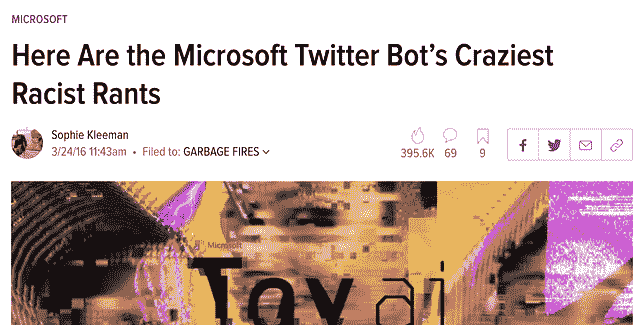 MICROSOFT
Here Are the Microsoft Twitter Bot’s Craziest
Racist Rants
Sophie Kleeman
3/24/16 11:43am • Filed to: GARBAGE FIRES
395.6K 69 9
Microsoft
Tay ai